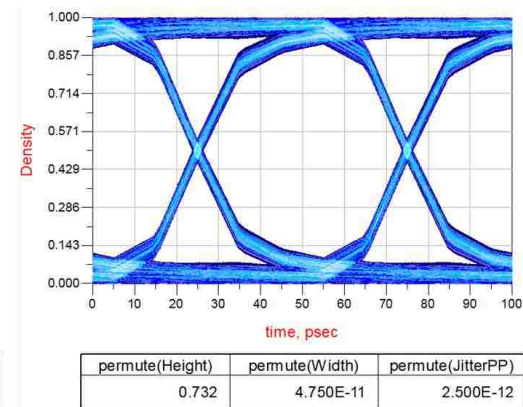 1.000
0.857
0.714
0.571
0.429
0.286
0.143
0.000
Density
0 10 20 30 40 50 60 70 80 90 100
time, psec
permute(Height) permute(Width) permute(JitterPP)
0.732 4.750E-11 2.500E-12